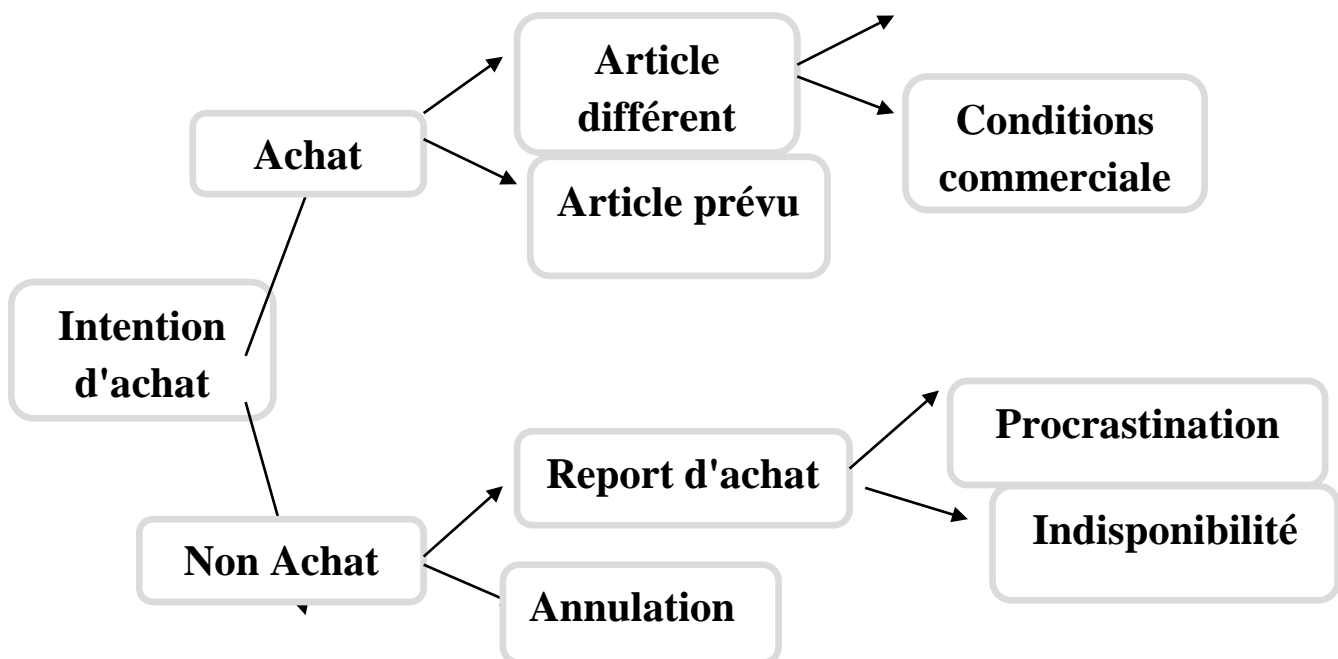 Article
différent
Conditions
commerciale
Achat
Article prévu
Intention
d'achat
Procrastination
Report d'achat
Indisponibilité
Non Achat
Annulation